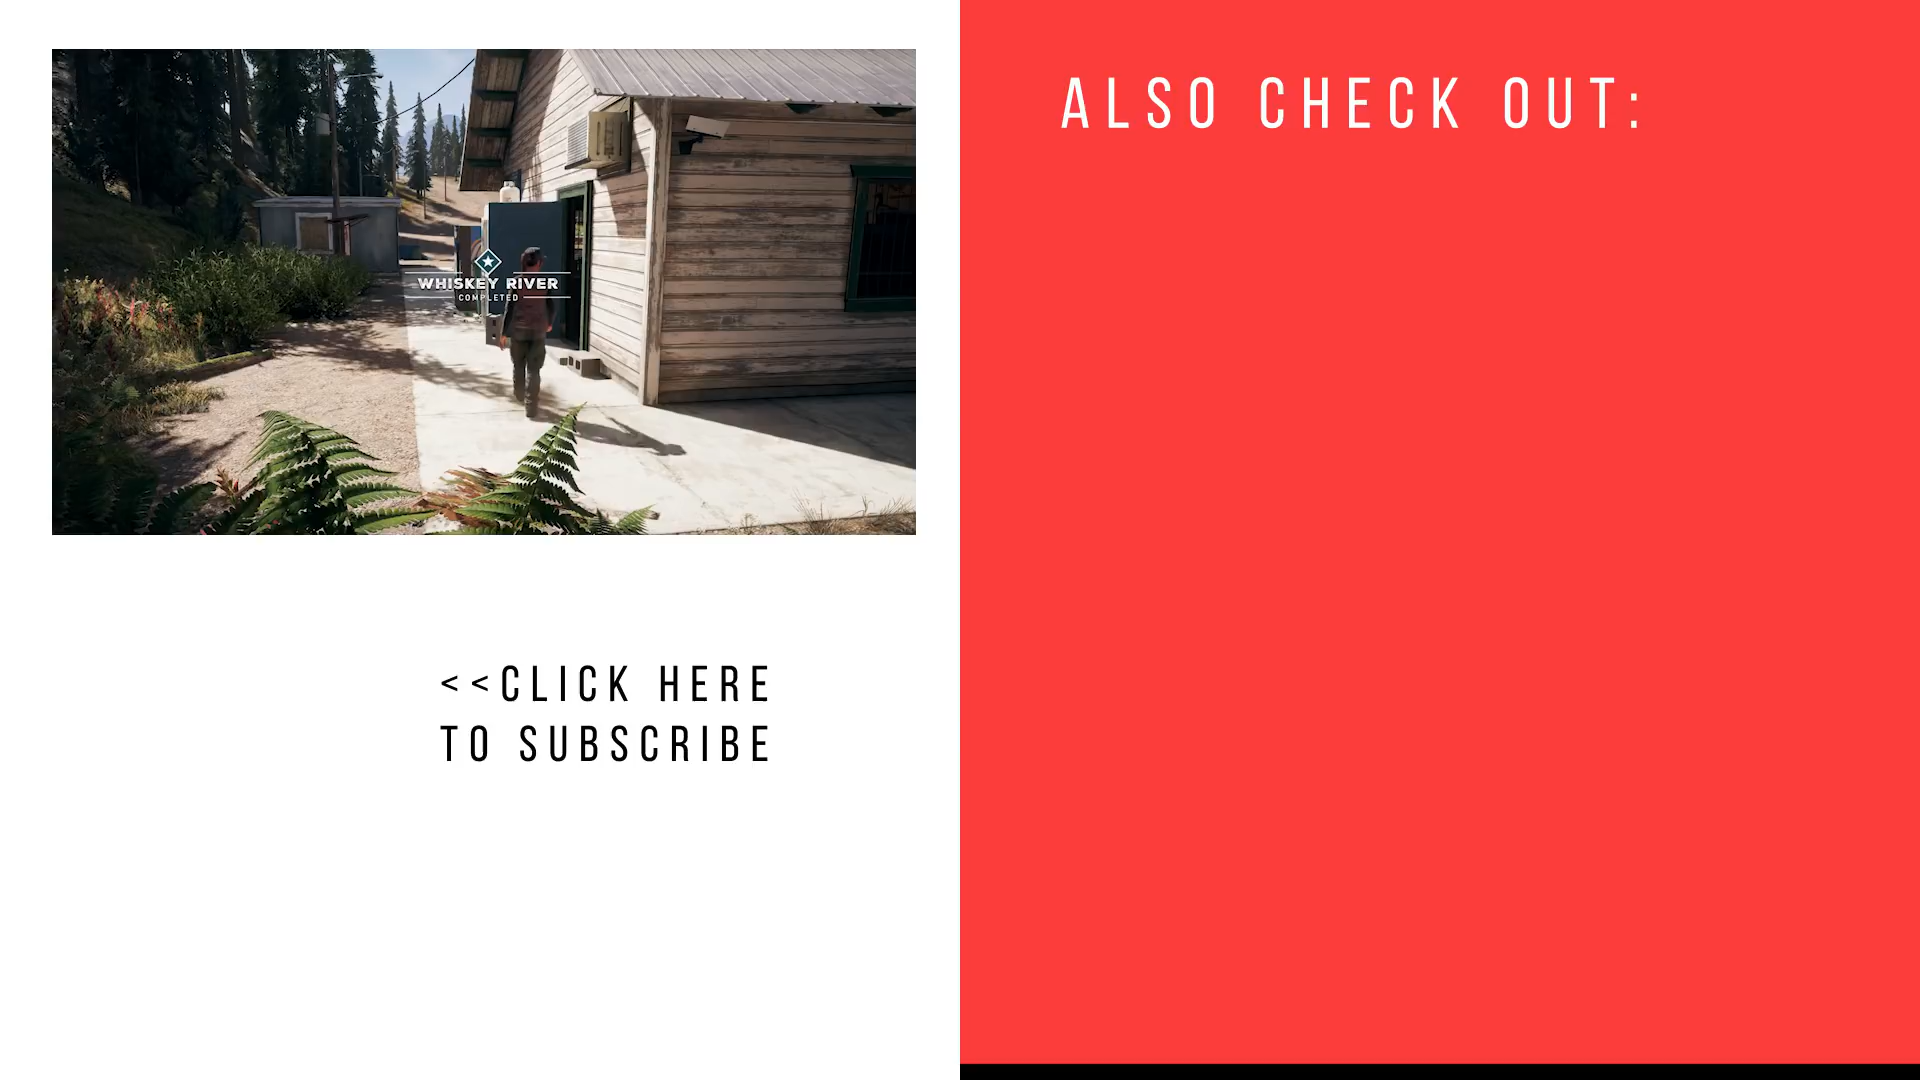 WHISKEY RIVER
COMPLETED
<<CLICK HERE
TO SUBSCRIBE
ALSO CHECK OUT: